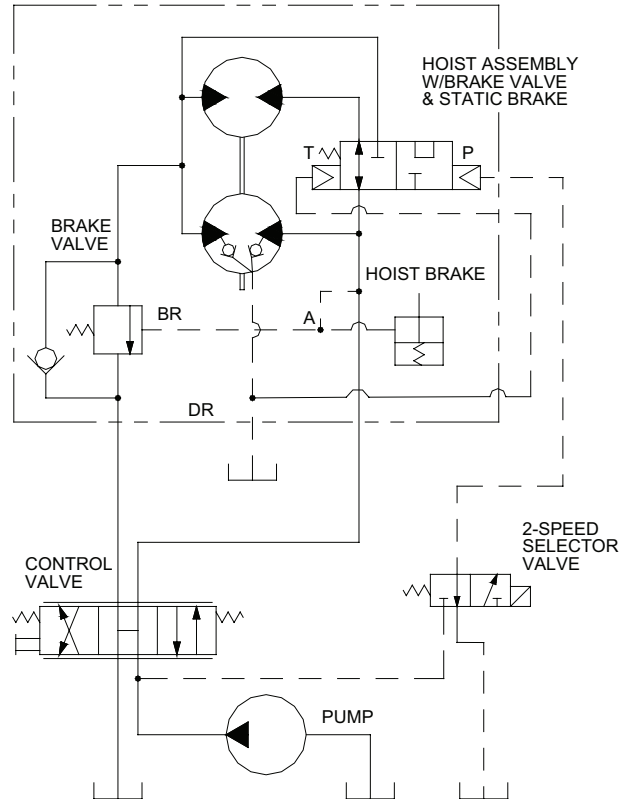 HOIST ASSEMBLY
W/BRAKE VALVE
& STATIC BRAKE
T
P
BRAKE
VALVE
HOIST BRAKE
BR
A
DR
2-SPEED
SELECTOR
VALVE
CONTROL
VALVE
PUMP